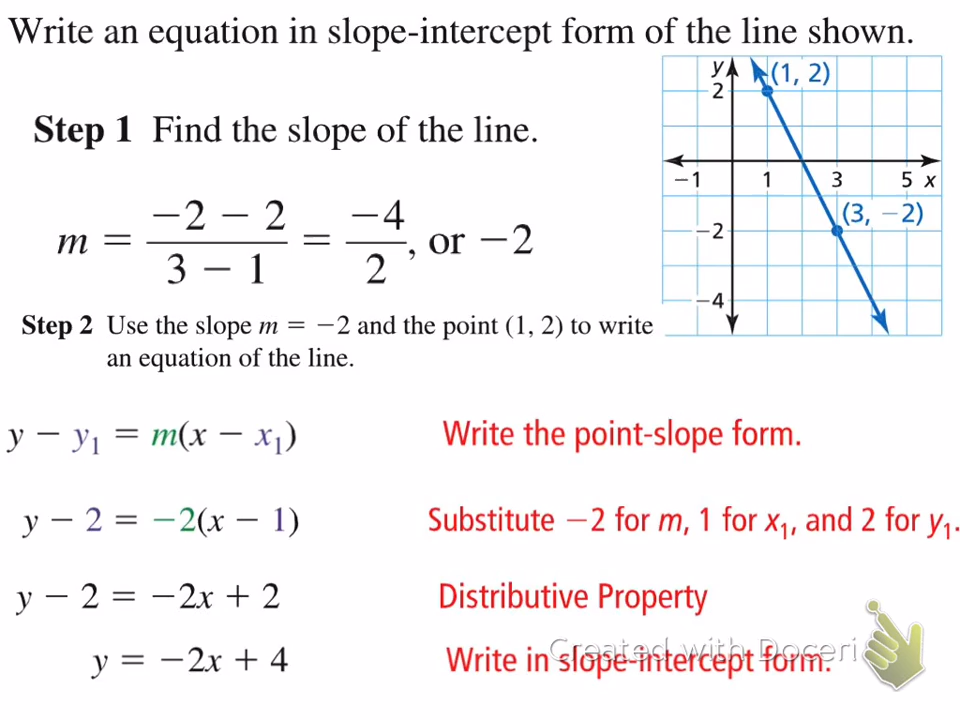 Write an equation in slope-intercept form of the line shown.
y
2
(1, 2)
Step 1 Find the slope of the line.
−1 1 3 5 x
(3, −2)
−2
−4
m = −2 − 2 / 3 − 1 = −4 / 2, or −2
Step 2 Use the slope m = −2 and the point (1, 2) to write
an equation of the line.
y − y₁ = m(x − x₁) Write the point-slope form.
y − 2 = −2(x − 1) Substitute −2 for m, 1 for x₁, and 2 for y₁.
y − 2 = −2x + 2 Distributive Property
y = −2x + 4 Write in slope-intercept form.
Created with Doceri